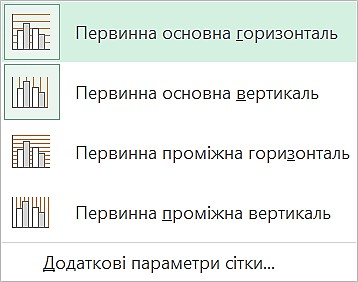 Первинна основна горизонталь
Первинна основна вертикаль
Первинна проміжна горизонталь
Первинна проміжна вертикаль
Додаткові параметри сітки...